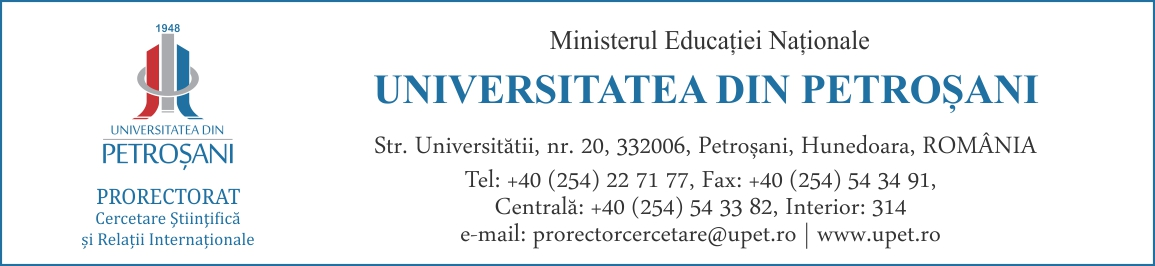 1948
UNIVERSITATEA DIN
PETROȘANI
PRORECTORAT
Cercetare Științifică
și Relații Internaționale
Ministerul Educației Naționale
UNIVERSITATEA DIN PETROȘANI
Str. Universitătii, nr. 20, 332006, Petroșani, Hunedoara, ROMÂNIA
Tel: +40 (254) 22 71 77, Fax: +40 (254) 54 34 91,
Centrală: +40 (254) 54 33 82, Interior: 314
e-mail: prorectorcercetare@upet.ro | www.upet.ro